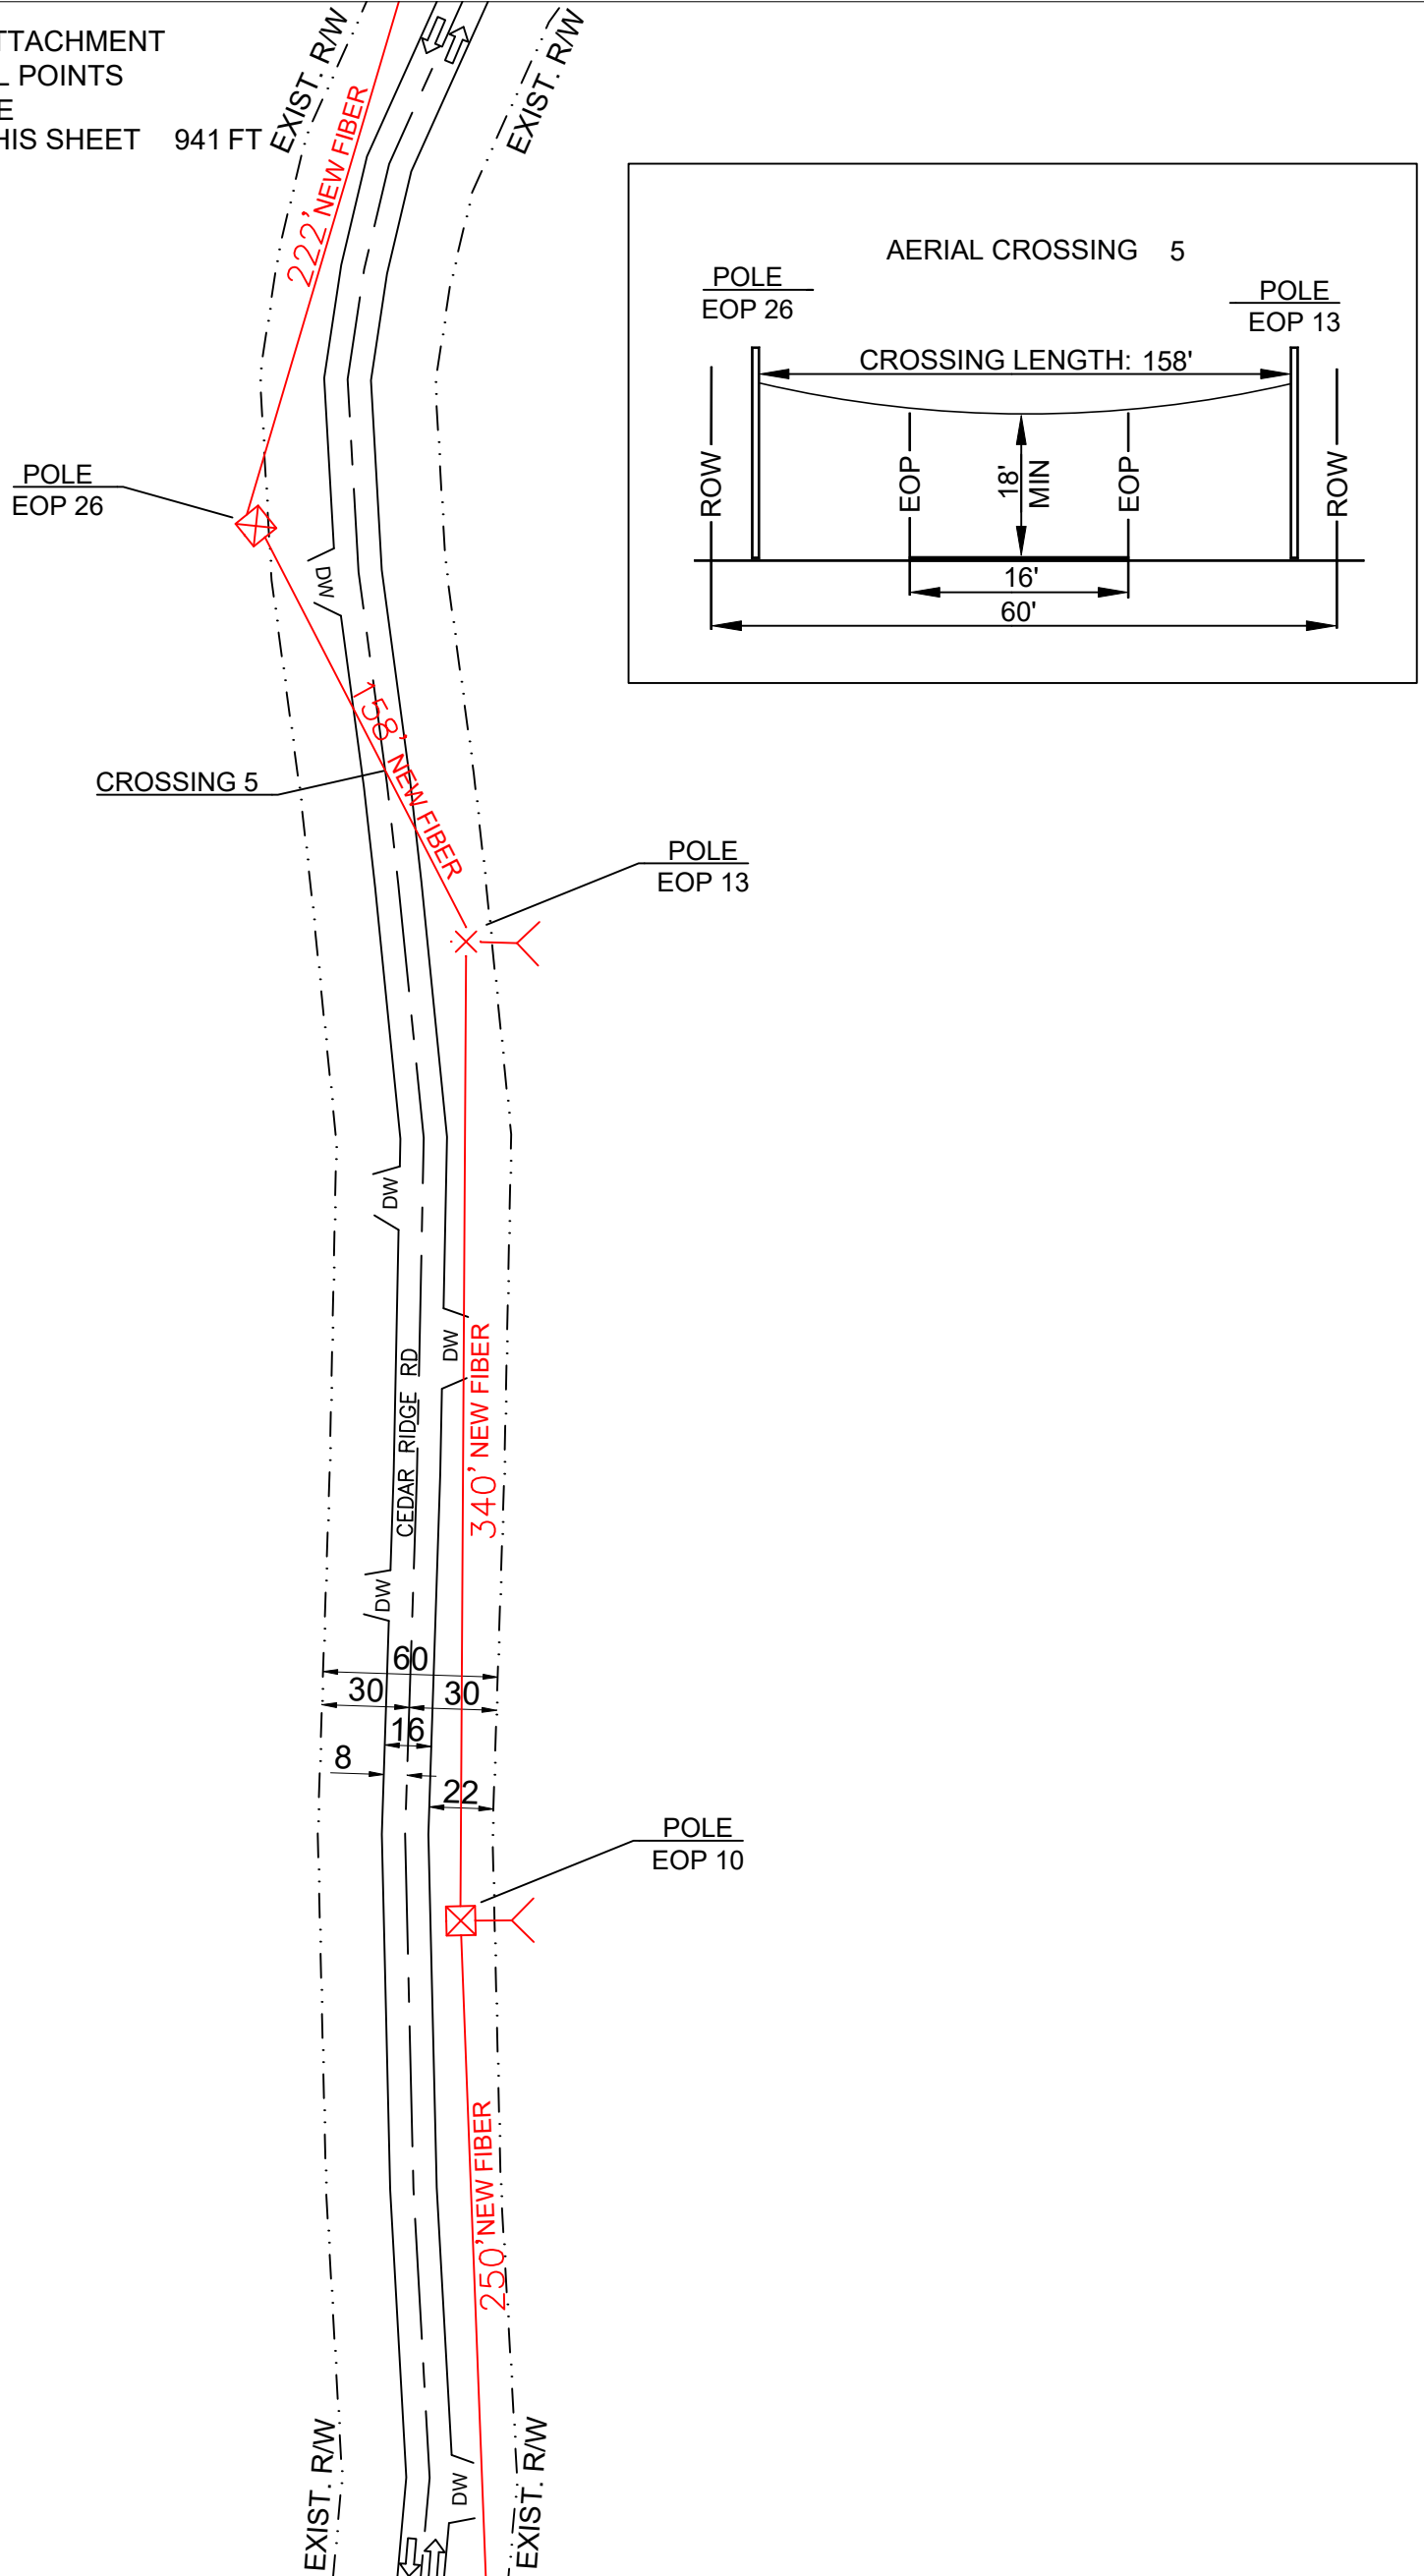 TTACHMENT
L POINTS
E
HIS SHEET 941 FT
EXIST. R/W
EXIST. R/W
222' NEW FIBER
AERIAL CROSSING 5
POLE
EOP 26
POLE
EOP 13
CROSSING LENGTH: 158'
ROW
EOP
18'
MIN
EOP
ROW
16'
60'
POLE
EOP 26
DW
158' NEW FIBER
CROSSING 5
POLE
EOP 13
DW
DW
CEDAR RIDGE RD
340' NEW FIBER
DW
60
30
30
16
8
22
POLE
EOP 10
250' NEW FIBER
EXIST. R/W
DW
EXIST. R/W